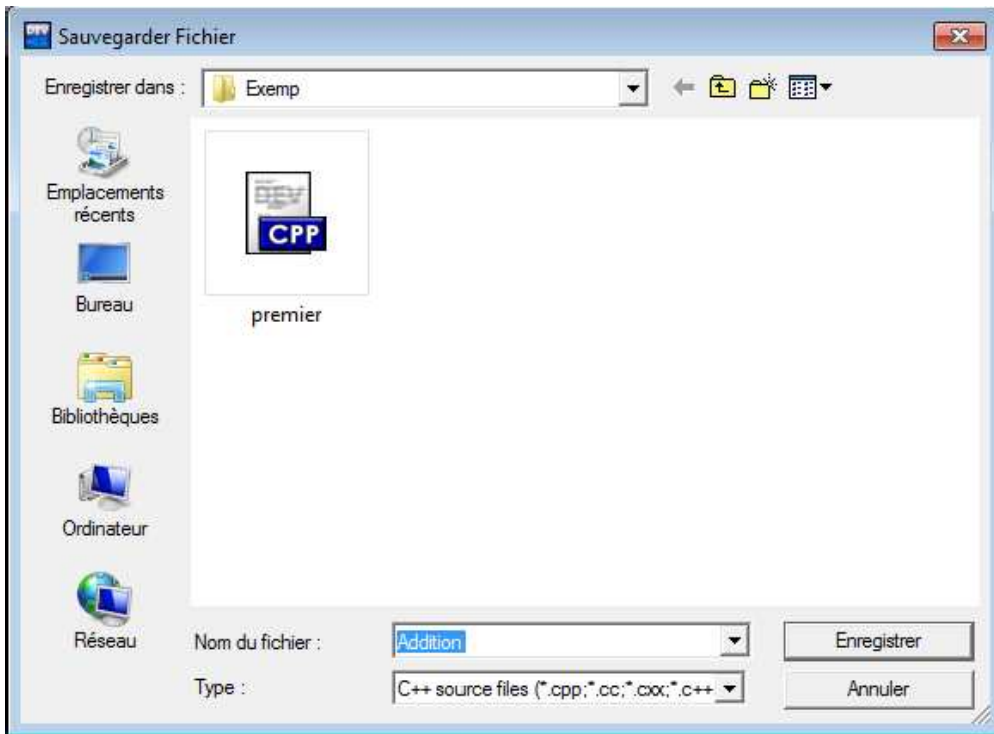 Sauvegarder Fichier
Enregistrer dans :
Exemp
Emplacements
récents
Bureau
Bibliothèques
Ordinateur
Réseau
DEV
CPP
premier
Nom du fichier :
Addition
Enregistrer
Type :
C++ source files (*.cpp;*.cc;*.cxx;*.c++
Annuler